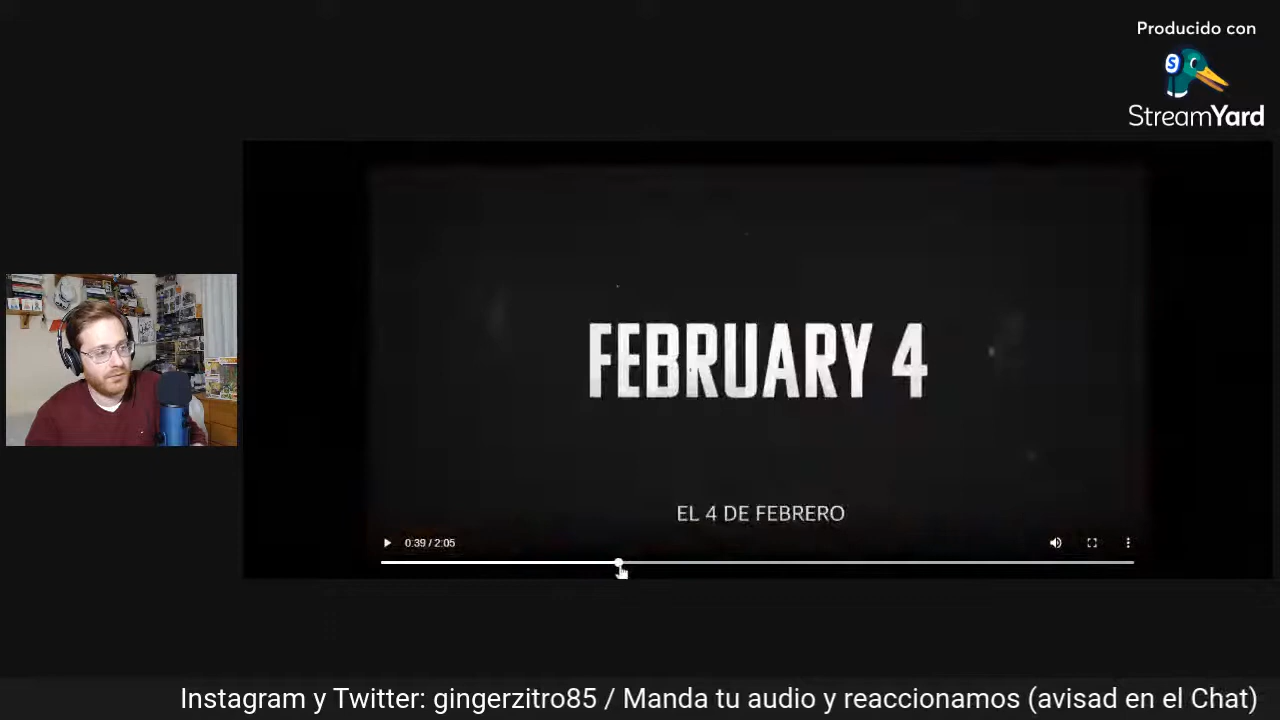 Producido con
StreamYard
FEBRUARY 4
EL 4 DE FEBRERO
0:39 / 2:05
Instagram y Twitter: gingerzitro85 / Manda tu audio y reaccionamos (avisad en el Chat)